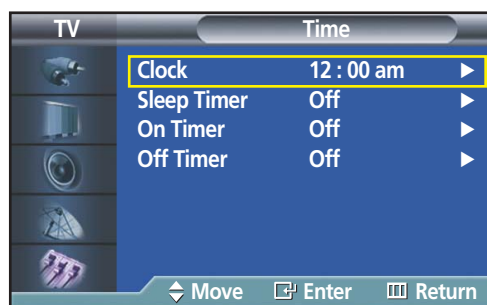 TV Time
Clock 12 : 00 am
Sleep Timer Off
On Timer Off
Off Timer Off
Move Enter Return